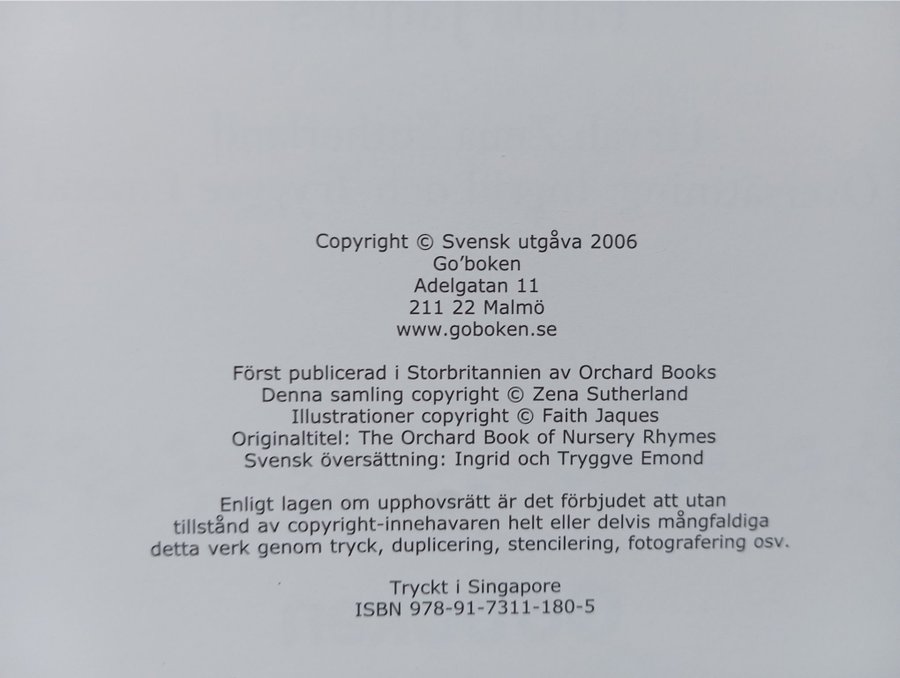 Copyright © Svensk utgåva 2006
Go'boken
Adelgatan 11
211 22 Malmö
www.goboken.se
Först publicerad i Storbritannien av Orchard Books
Denna samling copyright © Zena Sutherland
Illustrationer copyright © Faith Jaques
Originaltitel: The Orchard Book of Nursery Rhymes
Svensk översättning: Ingrid och Tryggve Emond
Enligt lagen om upphovsrätt är det förbjudet att utan
tillstånd av copyright-innehavaren helt eller delvis mångfaldiga
detta verk genom tryck, duplicering, stencilering, fotografering osv.
Tryckt i Singapore
ISBN 978-91-7311-180-5